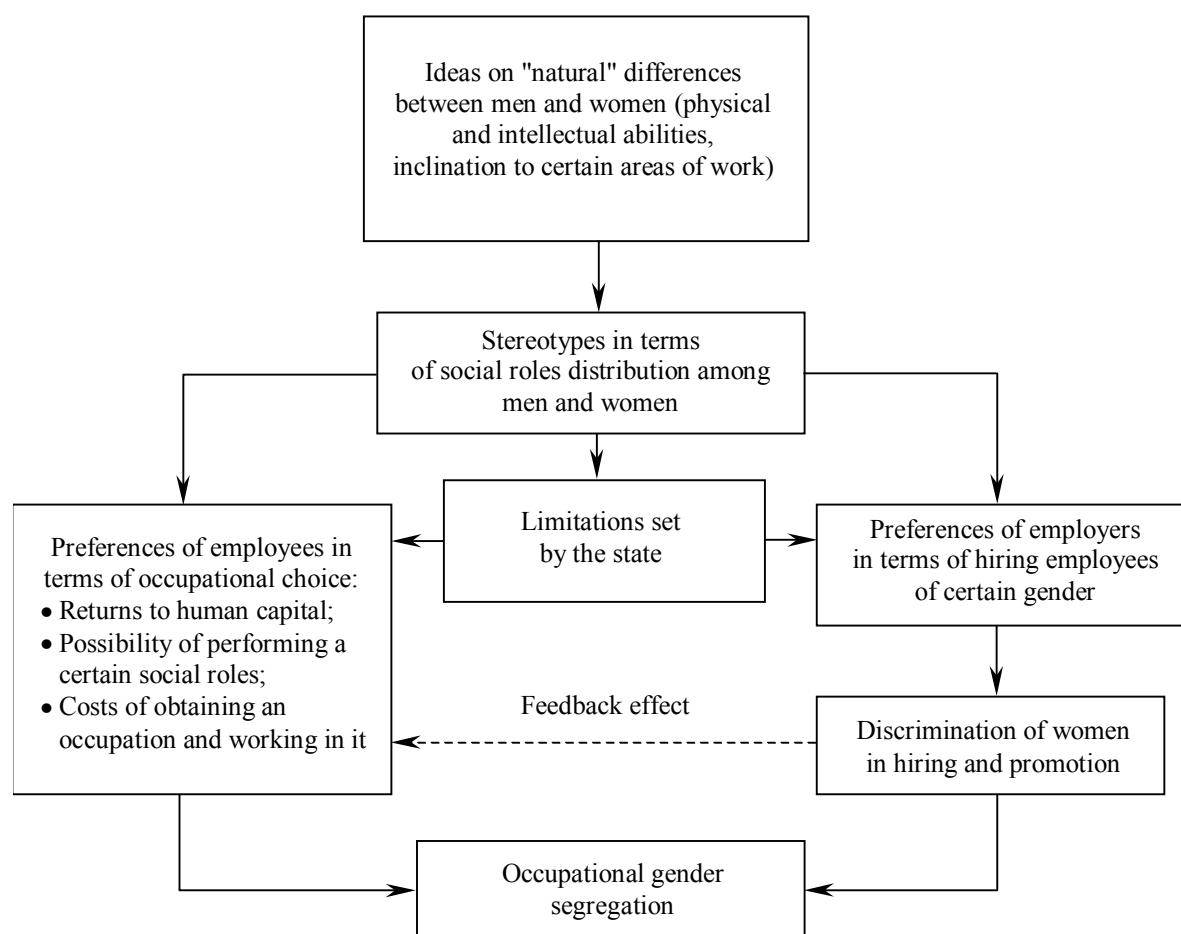 Ideas on "natural" differences
between men and women (physical
and intellectual abilities,
inclination to certain areas of work)
Stereotypes in terms
of social roles distribution among
men and women
Limitations set
by the state
Preferences of employees in
terms of occupational choice:
• Returns to human capital;
• Possibility of performing a
certain social roles;
• Costs of obtaining an
occupation and working in it
Preferences of employers
in terms of hiring employees
of certain gender
Feedback effect
Discrimination of women
in hiring and promotion
Occupational gender
segregation